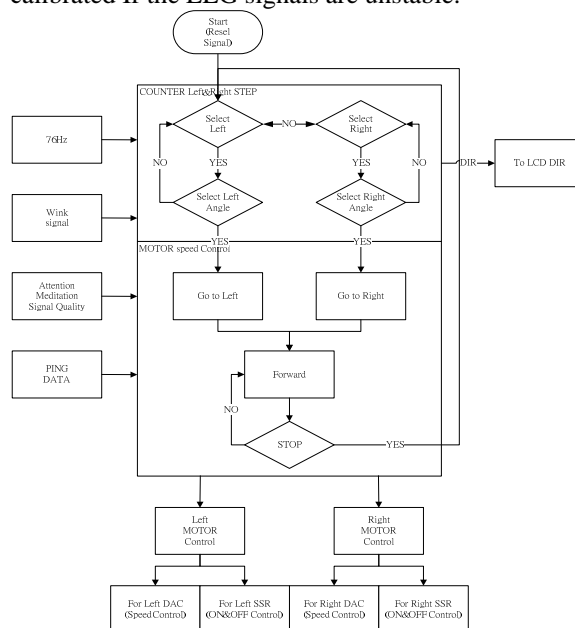 calibrated if the EEG signals are unstable.
Start
(Resel
Signal)
COUNTER Left&Right STEP
Select
Left
NO
Select
Right
76Hz
NO
YES
YES
NO
DIR
To LCD DIR
Select Left
Angle
Select Right
Angle
Wink
signal
YES
YES
MOTOR speed Control
Attention
Meditation
Signal Quality
Go to Left
Go to Right
PING
DATA
Forward
NO
STOP
YES
Left
MOTOR
Control
Right
MOTOR
Control
For Left DAC
(Speed Control)
For Left SSR
(ON&OFF Control)
For Right DAC
(Speed Control)
For Right SSR
(ON&OFF Control)